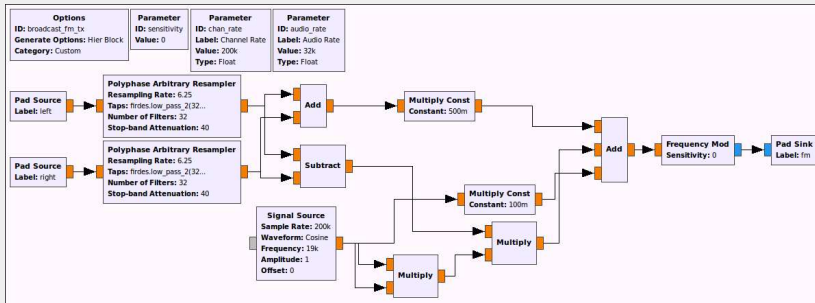 Options
ID: broadcast_fm_tx
Generate Options: Hier Block
Category: Custom
Parameter
ID: sensitivity
Value: 0
Parameter
ID: chan_rate
Label: Channel Rate
Value: 200k
Type: Float
Parameter
ID: audio_rate
Label: Audio Rate
Value: 32k
Type: Float
Pad Source
Label: left
Polyphase Arbitrary Resampler
Resampling Rate: 6.25
Taps: firdes.low_pass_2(32...
Number of Filters: 32
Stop-band Attenuation: 40
Add
Multiply Const
Constant: 500m
Pad Source
Label: right
Polyphase Arbitrary Resampler
Resampling Rate: 6.25
Taps: firdes.low_pass_2(32...
Number of Filters: 32
Stop-band Attenuation: 40
Subtract
Add
Frequency Mod
Sensitivity: 0
Pad Sink
Label: fm
Multiply Const
Constant: 100m
Signal Source
Sample Rate: 200k
Waveform: Cosine
Frequency: 19k
Amplitude: 1
Offset: 0
Multiply
Multiply